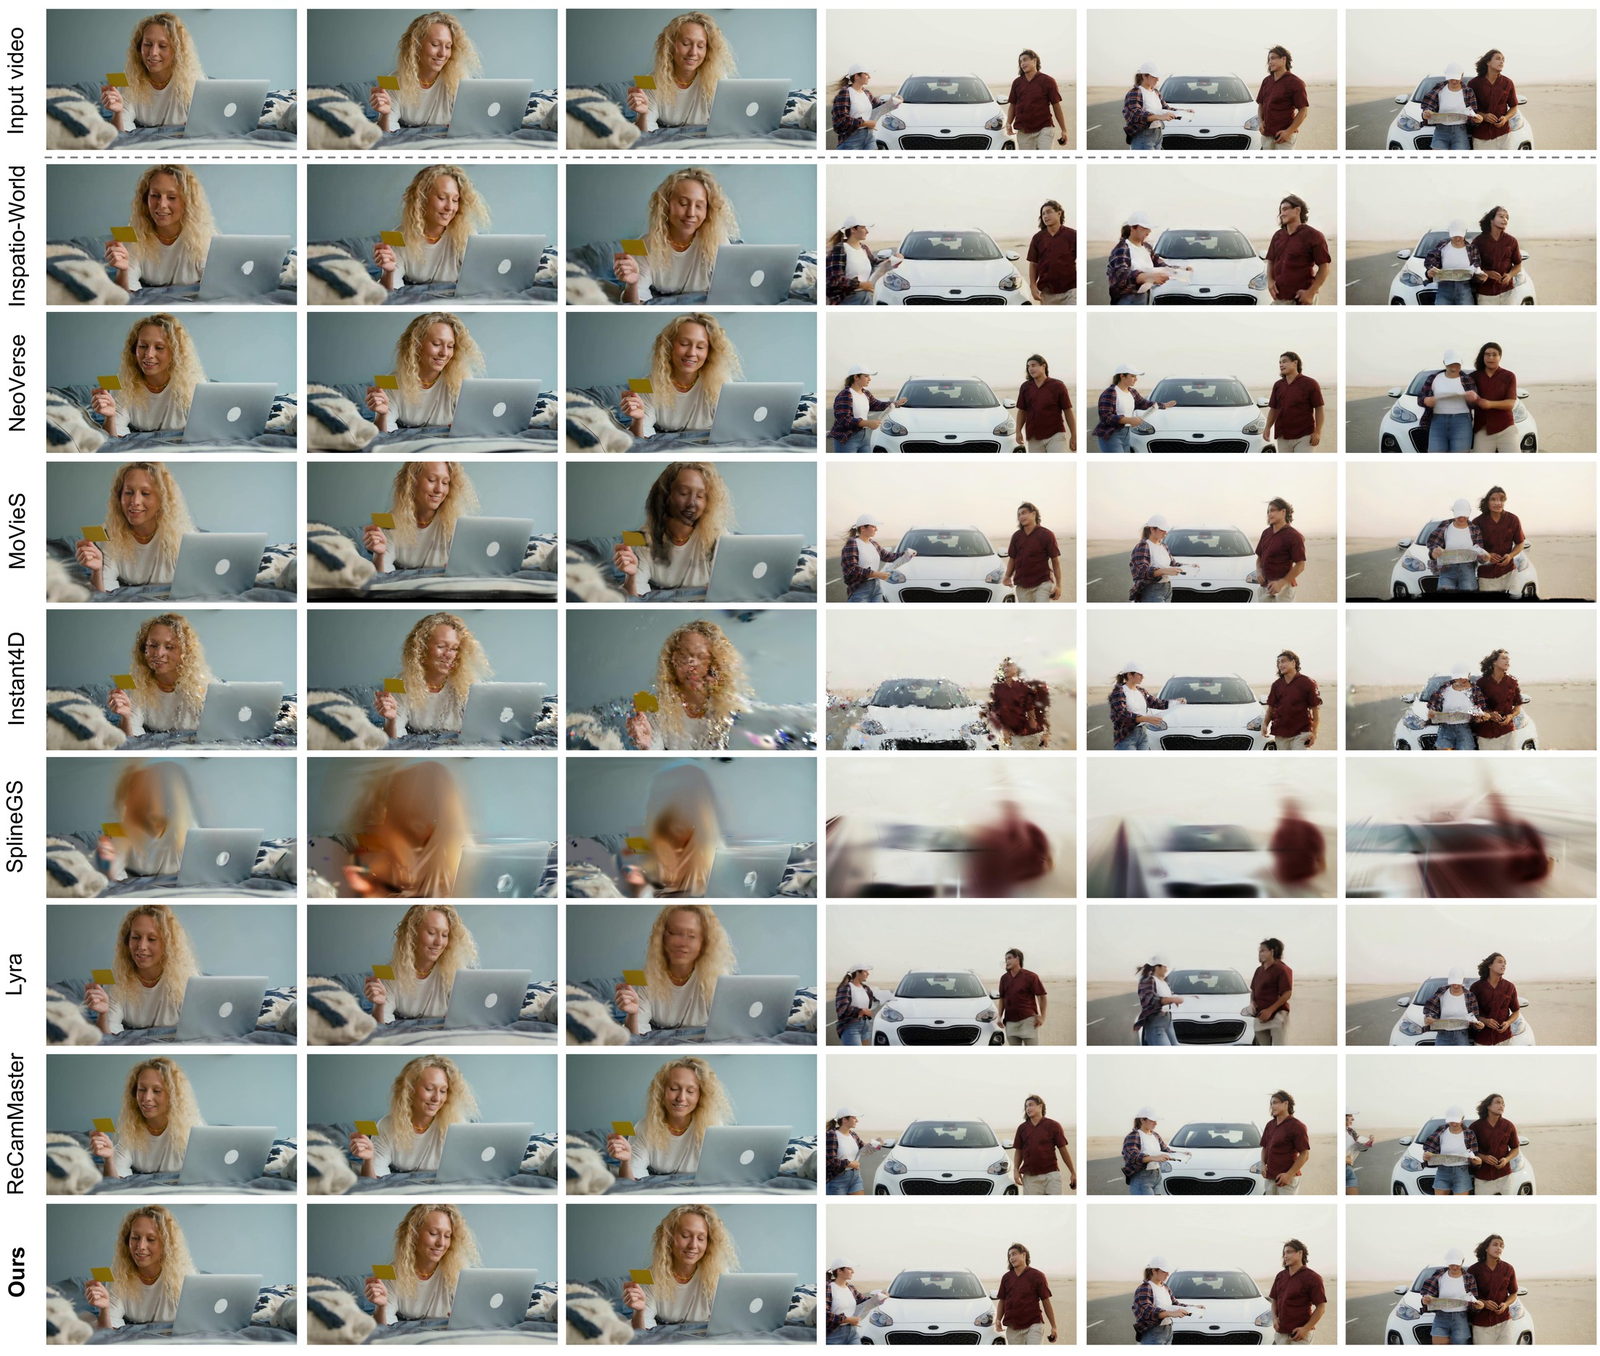 Input video
Inspatio-World
NeoVerse
MoVieS
Instant4D
SplineGS
Lyra
ReCamMaster
Ours